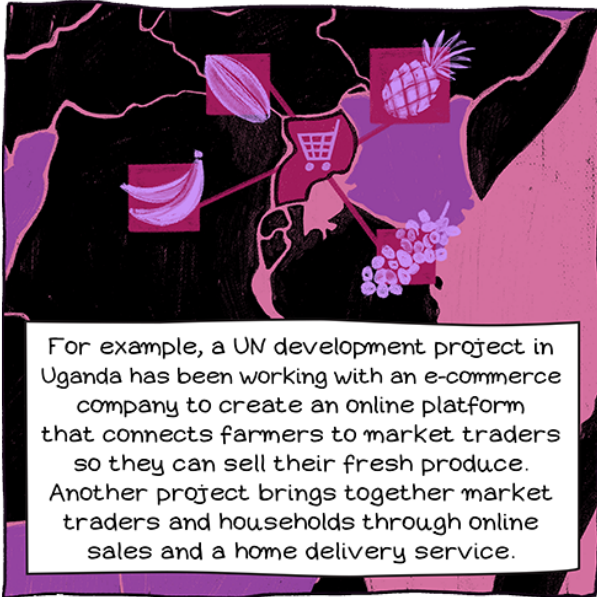 For example, a UN development project in
Uganda has been working with an e-commerce
company to create an online platform
that connects farmers to market traders
so they can sell their fresh produce.
Another project brings together market
traders and households through online
sales and a home delivery service.